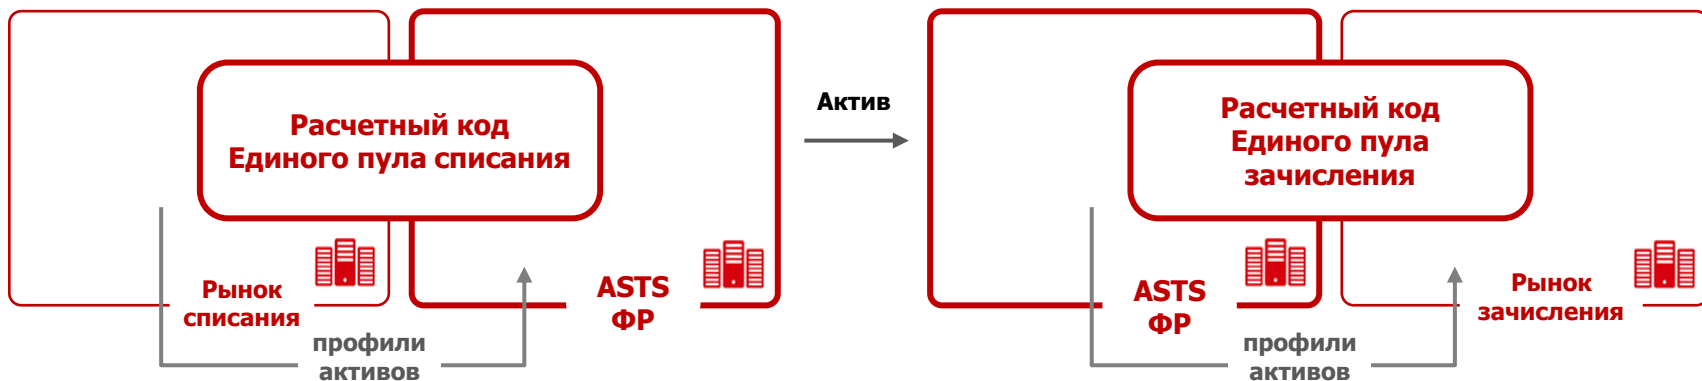 Расчетный код
Единого пула списания
Рынок
списания
ASTS
ФР
профили
активов
Актив
Расчетный код
Единого пула
зачисления
ASTS
ФР
Рынок
зачисления
профили
активов